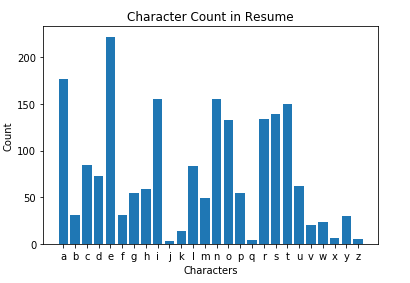 Character Count in Resume
200
150
100
50
0
Count
a b c d e f g h i j k l m n o p q r s t u v w x y z
Characters